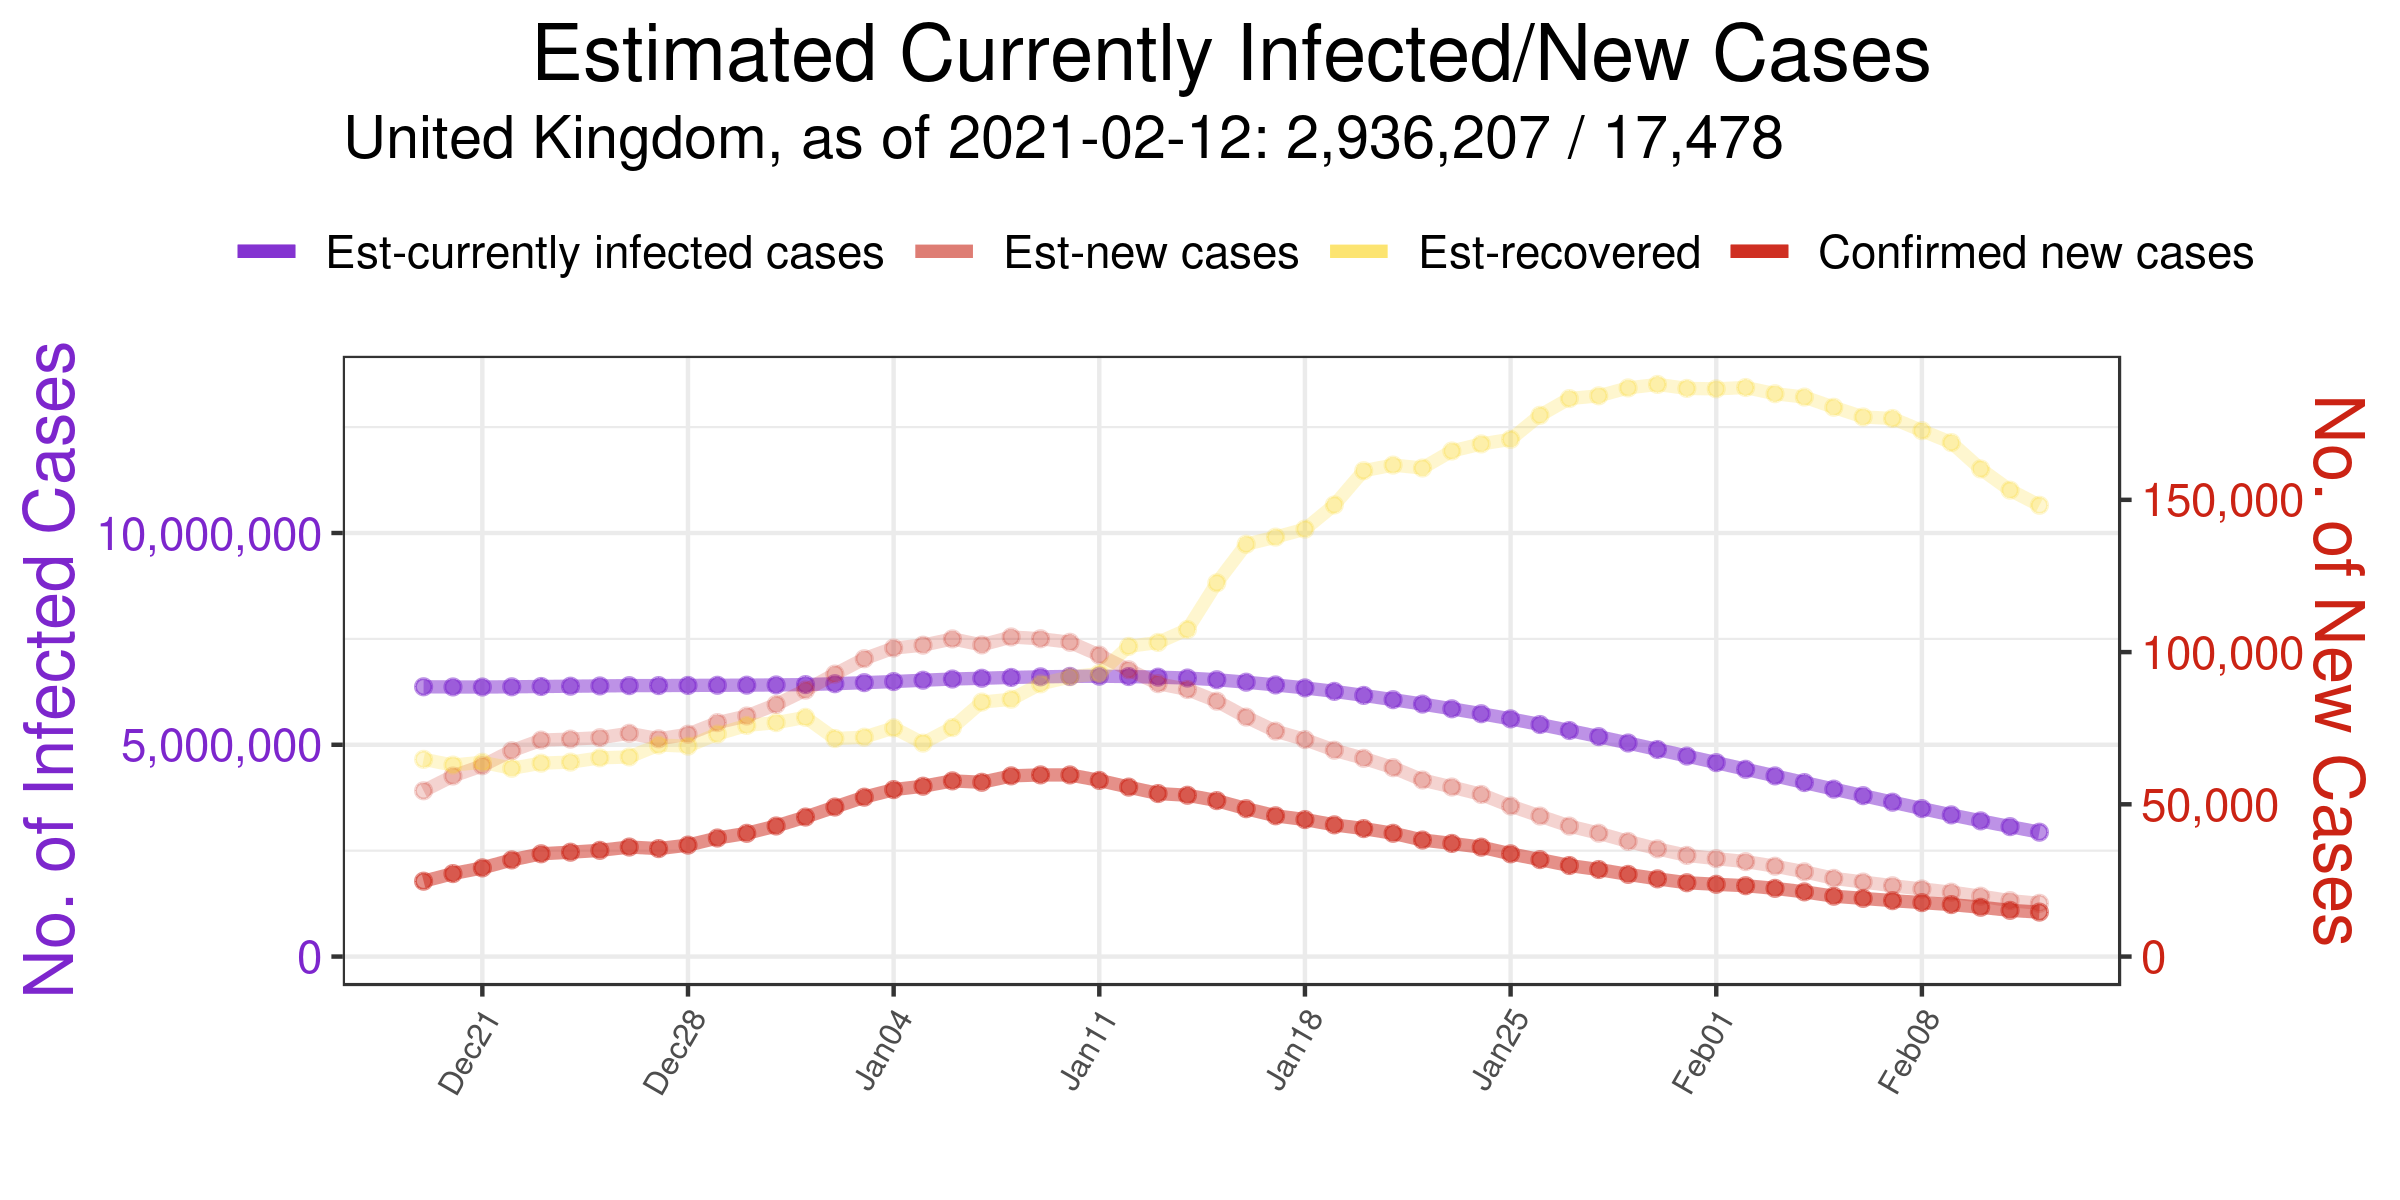 Estimated Currently Infected/New Cases
United Kingdom, as of 2021-02-12: 2,936,207 / 17,478
Est-currently infected cases Est-new cases Est-recovered Confirmed new cases
No. of Infected Cases
10,000,000
5,000,000
0
150,000
100,000
50,000
0
No. of New Cases
Dec21 Dec28 Jan04 Jan11 Jan18 Jan25 Feb01 Feb08